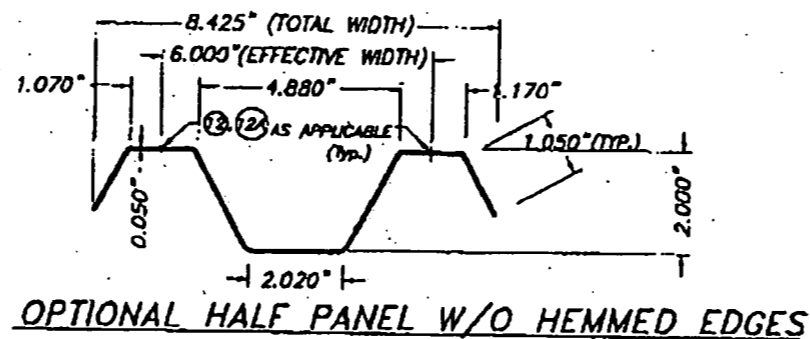 8.425" (TOTAL WIDTH)
6.000"(EFFECTIVE WIDTH)
1.070"
4.880"
.170"
12, 12A AS APPLICABLE
(Typ.)
1.050"(TYP.)
0.050"
2.000"
2.020"
OPTIONAL HALF PANEL W/O HEMMED EDGES